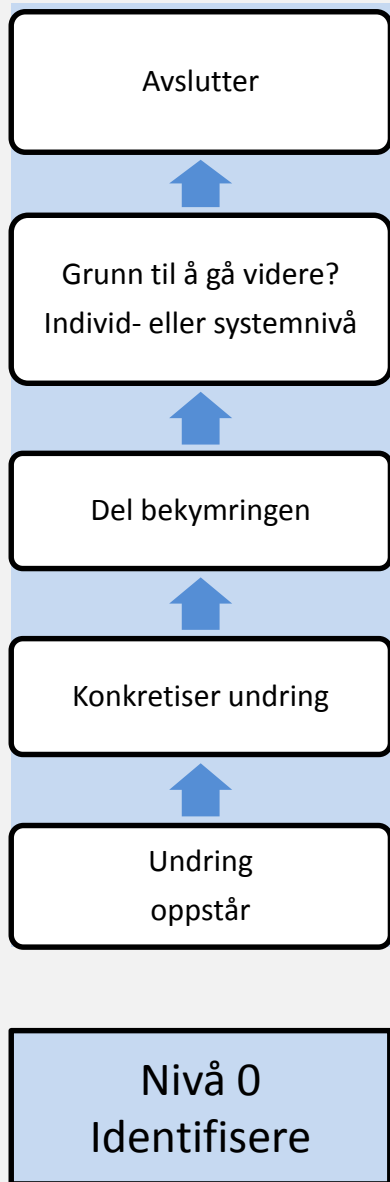 Avslutter
Grunn til å gå videre?
Individ- eller systemnivå
Del bekymringen
Konkretiser undring
Undring
oppstår
Nivå 0
Identifisere